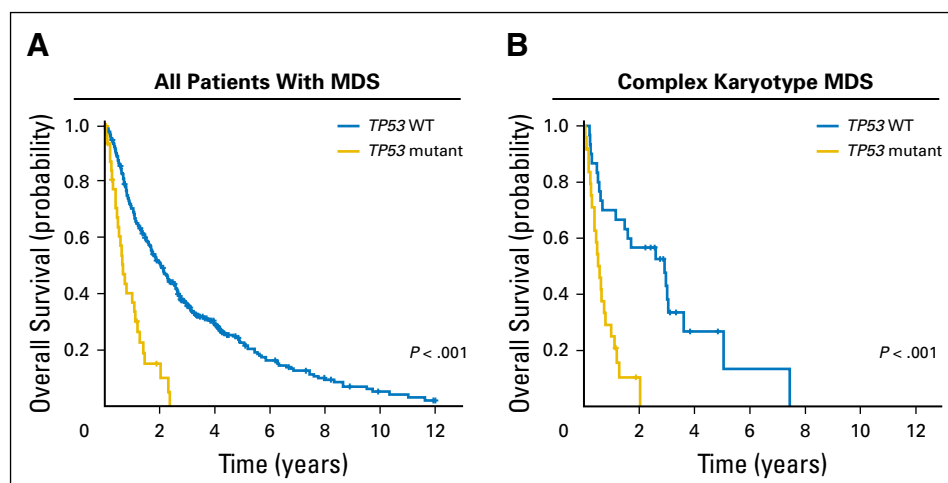 A
All Patients With MDS
Overall Survival (probability)
1.0
0.8
0.6
0.4
0.2
TP53 WT
TP53 mutant
P < .001
0 2 4 6 8 10 12
Time (years)
B
Complex Karyotype MDS
Overall Survival (probability)
1.0
0.8
0.6
0.4
0.2
TP53 WT
TP53 mutant
P < .001
0 2 4 6 8 10 12
Time (years)